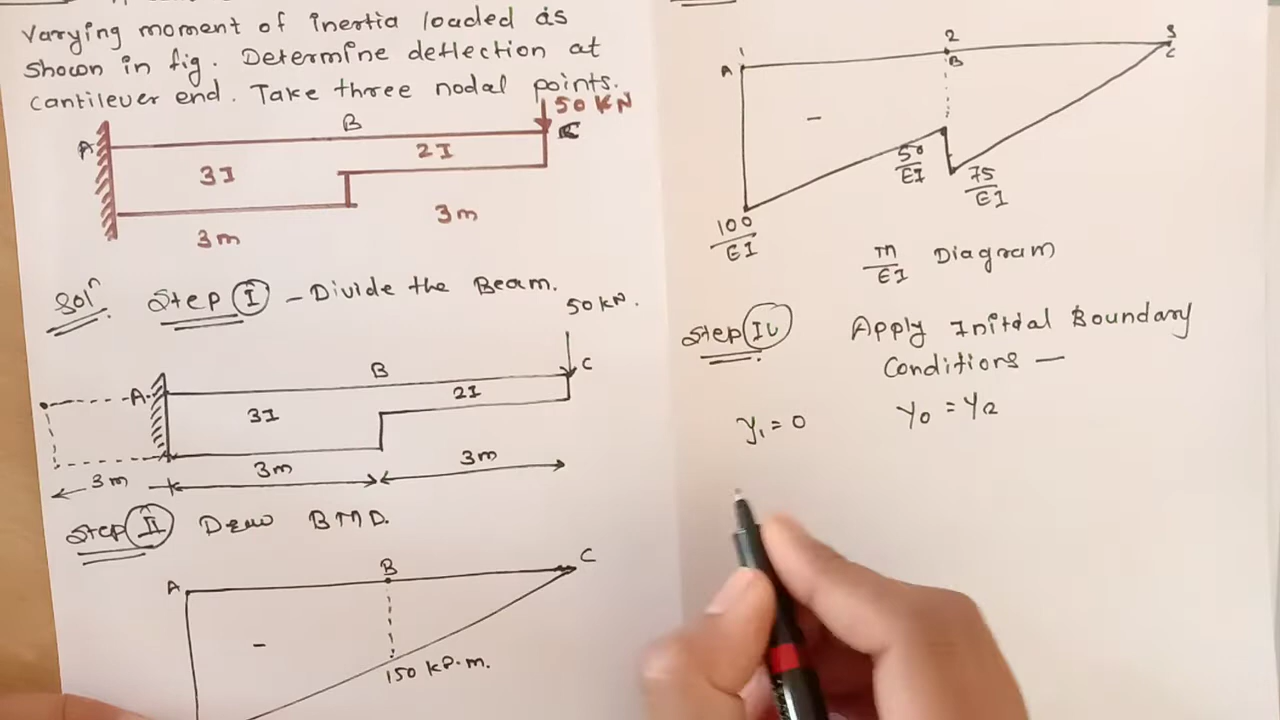 varying moment of inertia loaded as
shown in fig. Determine deflection at
cantilever end. Take three nodal points.
50 KN
A B C
3I 2I
3m 3m
Solⁿ. Step I - Divide the Beam.
50 kN.
A B C
3I 2I
3m 3m 3m
Step II Draw BMD.
A B C
-
150 KN.m.
1 2 3
A B C
-
50/EI 75/EI
100/EI
M/EI Diagram
Step IV Apply Initial Boundary
Conditions —
y₁ = 0 y₀ = y₂